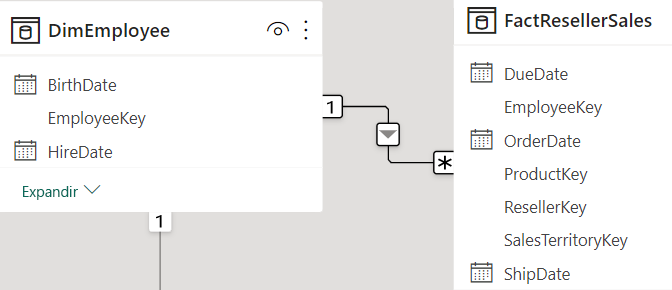 DimEmployee
BirthDate
EmployeeKey
HireDate
Expandir
1
1
*
FactResellerSales
DueDate
EmployeeKey
OrderDate
ProductKey
ResellerKey
SalesTerritoryKey
ShipDate